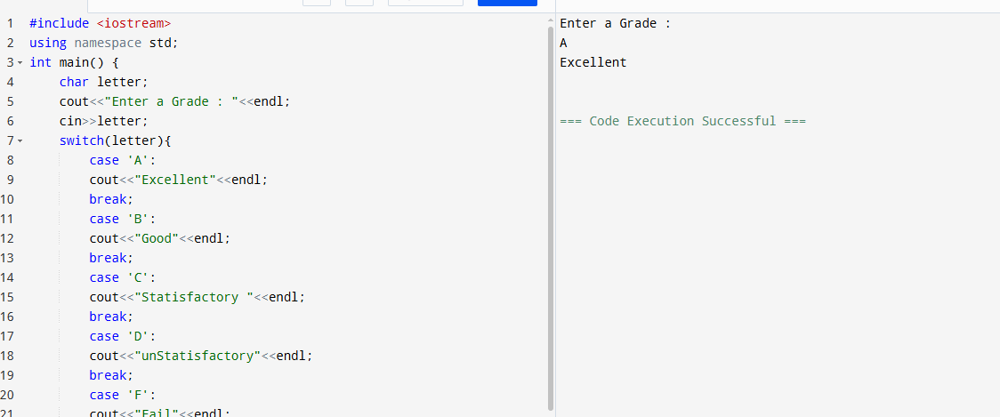 1 #include <iostream>
2 using namespace std;
3 int main() {
4 char letter;
5 cout<<"Enter a Grade : "<<endl;
6 cin>>letter;
7 switch(letter){
8 case 'A':
9 cout<<"Excellent"<<endl;
10 break;
11 case 'B':
12 cout<<"Good"<<endl;
13 break;
14 case 'C':
15 cout<<"Statisfactory "<<endl;
16 break;
17 case 'D':
18 cout<<"unStatisfactory"<<endl;
19 break;
20 case 'F':
21 cout<<"Fail"<<endl;
Enter a Grade :
A
Excellent
=== Code Execution Successful ===